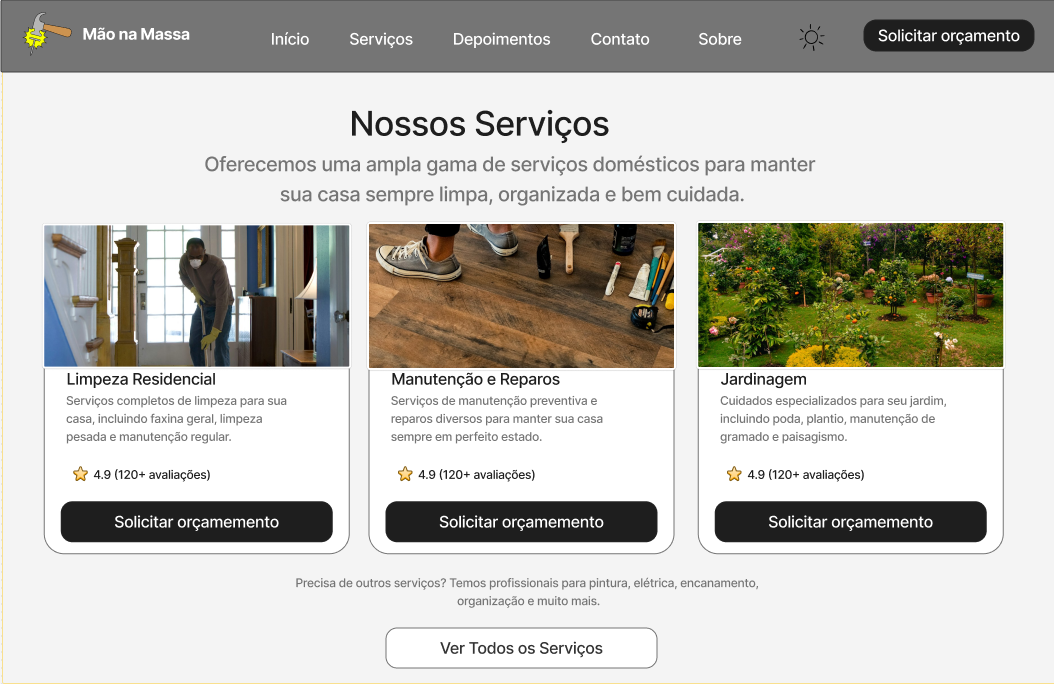 Mão na Massa
Início
Serviços
Depoimentos
Contato
Sobre
Solicitar orçamento
Nossos Serviços
Oferecemos uma ampla gama de serviços domésticos para manter
sua casa sempre limpa, organizada e bem cuidada.
Limpeza Residencial
Serviços completos de limpeza para sua
casa, incluindo faxina geral, limpeza
pesada e manutenção regular.
4.9 (120+ avaliações)
Solicitar orçamemento
Manutenção e Reparos
Serviços de manutenção preventiva e
reparos diversos para manter sua casa
sempre em perfeito estado.
4.9 (120+ avaliações)
Solicitar orçamemento
Jardinagem
Cuidados especializados para seu jardim,
incluindo poda, plantio, manutenção de
gramado e paisagismo.
4.9 (120+ avaliações)
Solicitar orçamemento
Precisa de outros serviços? Temos profissionais para pintura, elétrica, encanamento,
organização e muito mais.
Ver Todos os Serviços